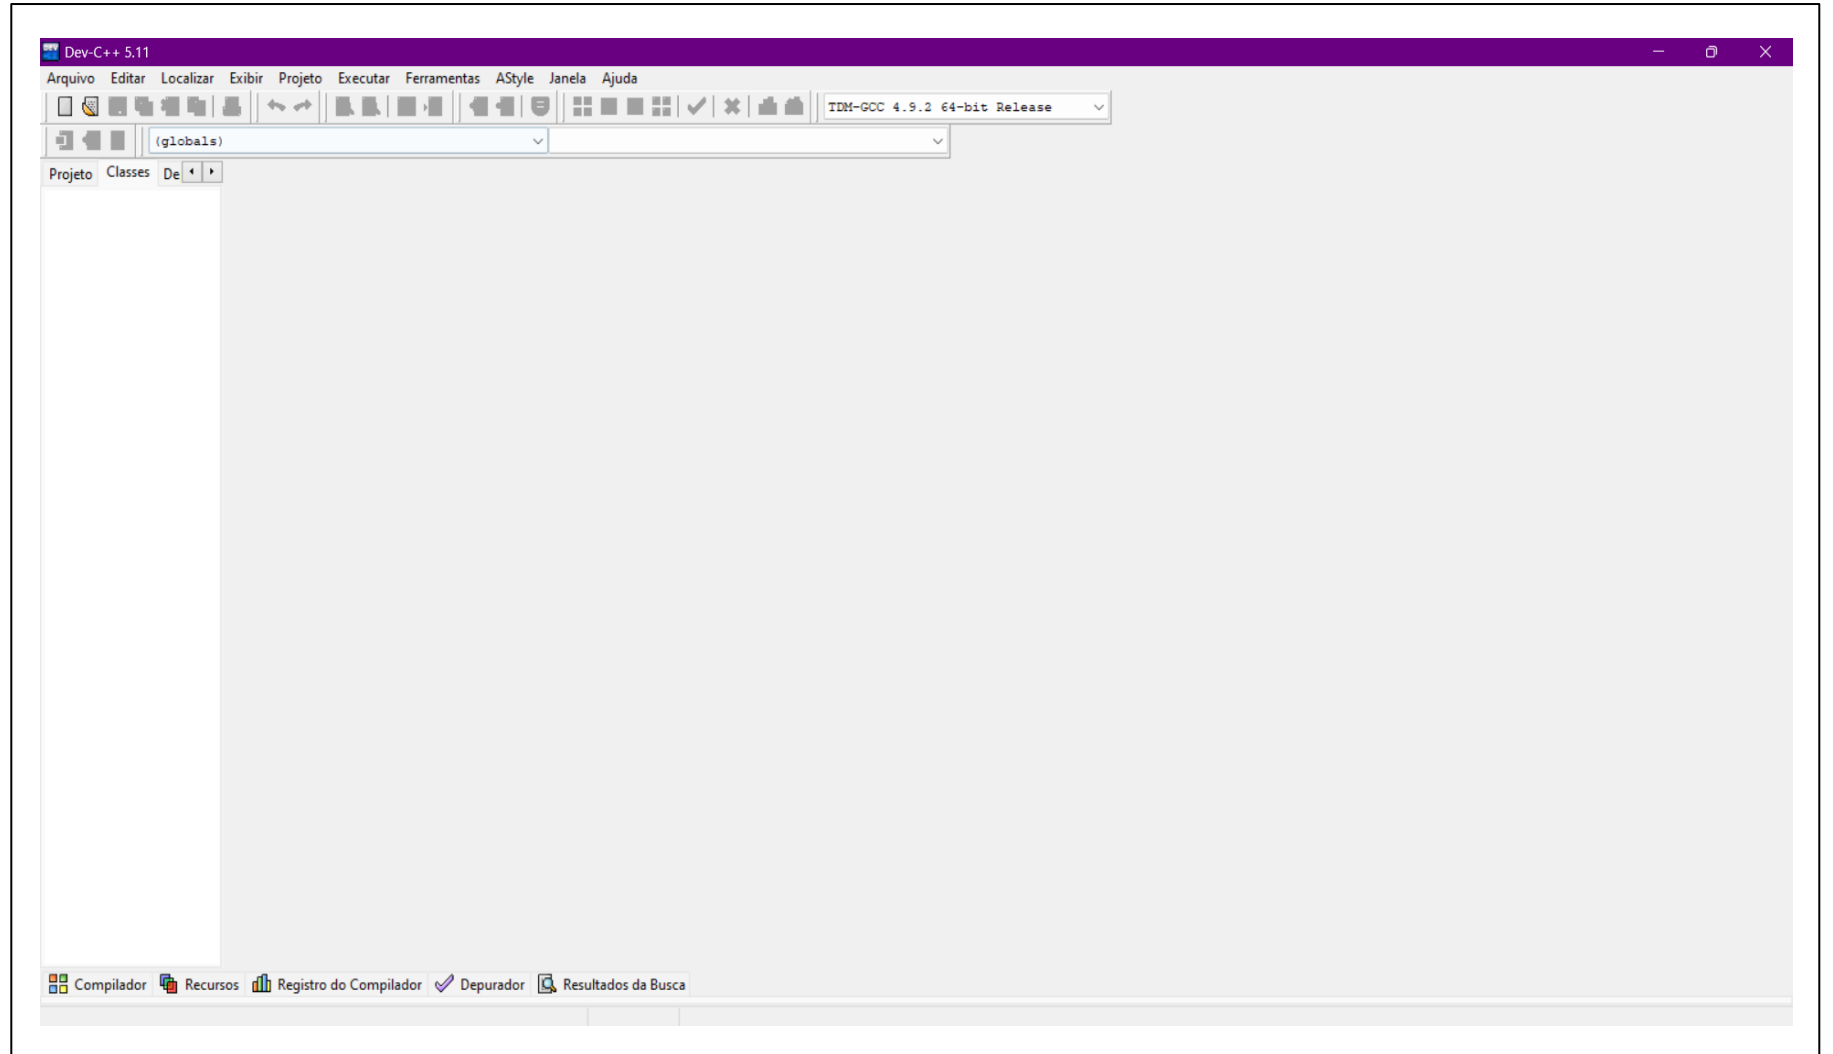 Dev-C++ 5.11
Arquivo Editar Localizar Exibir Projeto Executar Ferramentas AStyle Janela Ajuda
TDM-GCC 4.9.2 64-bit Release
(globals)
Projeto Classes De
Compilador Recursos Registro do Compilador Depurador Resultados da Busca